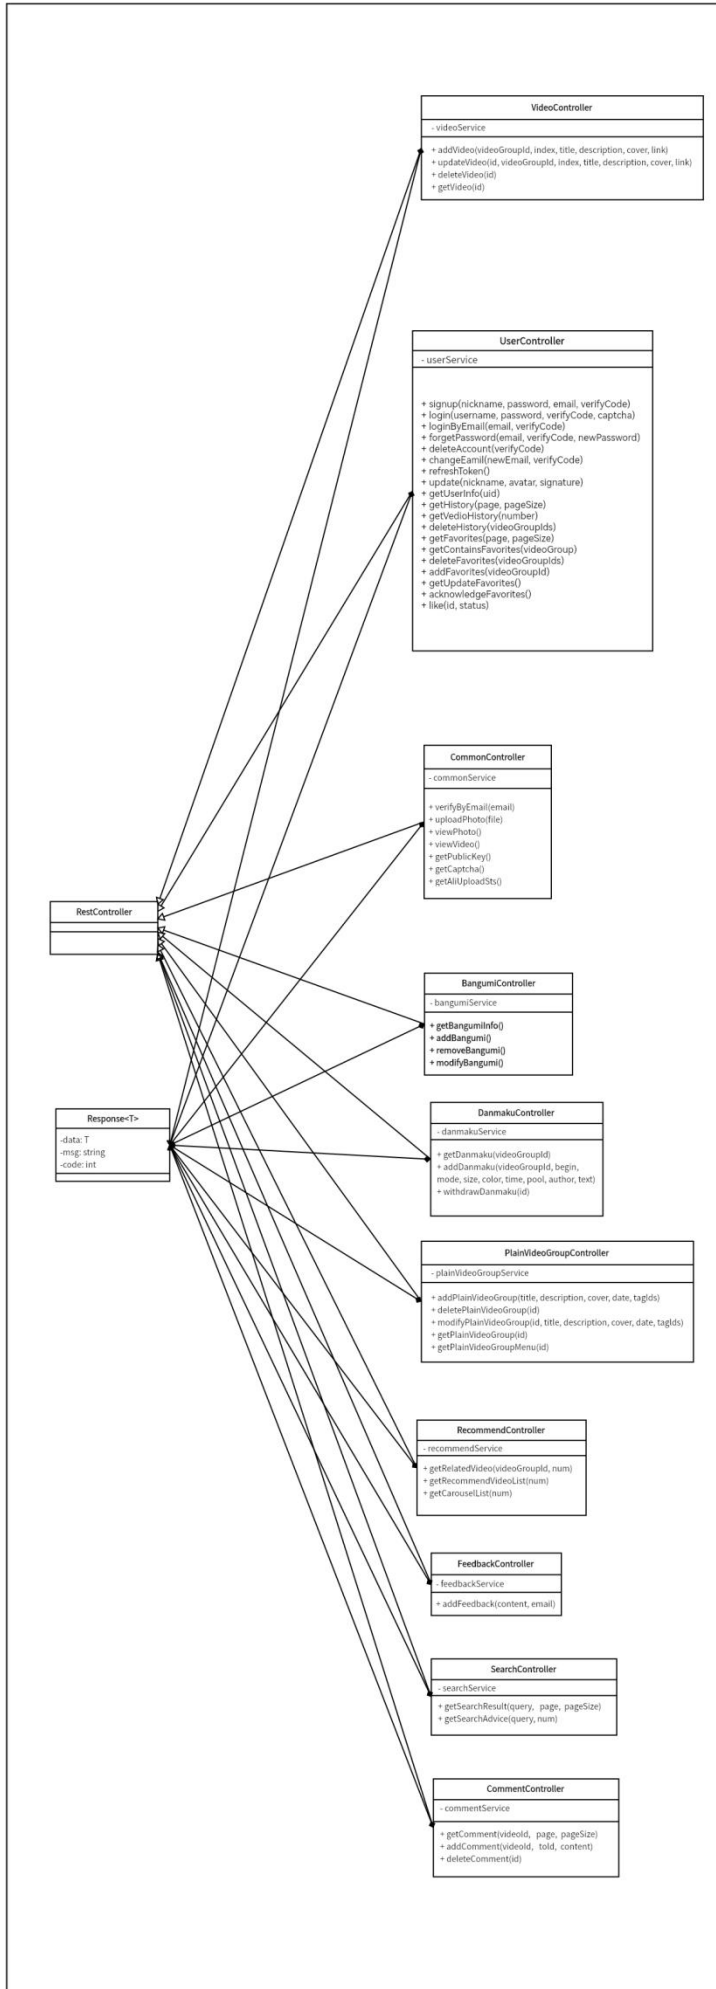 VideoController
- videoService
+ addVideo(videoGroupId, index, title, description, cover, link)
+ updateVideo(id, videoGroupId, index, title, description, cover, link)
+ deleteVideo(id)
+ getVideo(id)
UserController
- userService
+ signup(nickname, password, email, verifyCode)
+ login(username, password, verifyCode, captcha)
+ loginByEmail(email, verifyCode)
+ forgetPassword(email, verifyCode, newPassword)
+ deleteAccount(verifyCode)
+ changeEamil(newEmail, verifyCode)
+ refreshToken()
+ update(nickname, avatar, signature)
+ getUserInfo(uid)
+ getHistory(page, pageSize)
+ getVedioHistory(number)
+ deleteHistory(videoGroupIds)
+ getFavorites(page, pageSize)
+ getContainsFavorites(videoGroup)
+ deleteFavorites(videoGroupIds)
+ addFavorites(videoGroupId)
+ getUpdateFavorites()
+ acknowledgeFavorites()
+ like(id, status)
CommonController
- commonService
+ verifyByEmail(email)
+ uploadPhoto(file)
+ viewPhoto()
+ viewVideo()
+ getPublicKey()
+ getCaptcha()
+ getAliUploadSts()
RestController
BangumiController
- bangumiService
+ getBangumiInfo()
+ addBangumi()
+ removeBangumi()
+ modifyBangumi()
Response<T>
-data: T
-msg: string
-code: int
DanmakuController
- danmakuService
+ getDanmaku(videoGroupId)
+ addDanmaku(videoGroupId, begin,
mode, size, color, time, pool, author, text)
+ withdrawDanmaku(id)
PlainVideoGroupController
- plainVideoGroupService
+ addPlainVideoGroup(title, description, cover, date, tagIds)
+ deletePlainVideoGroup(id)
+ modifyPlainVideoGroup(id, title, description, cover, date, tagIds)
+ getPlainVideoGroup(id)
+ getPlainVideoGroupMenu(id)
RecommendController
- recommendService
+ getRelatedVideo(videoGroupId, num)
+ getRecommendVideoList(num)
+ getCarouselList(num)
FeedbackController
- feedbackService
+ addFeedback(content, email)
SearchController
- searchService
+ getSearchResult(query, page, pageSize)
+ getSearchAdvice(query, num)
CommentController
- commentService
+ getComment(videoId, page, pageSize)
+ addComment(videoId, toId, content)
+ deleteComment(id)